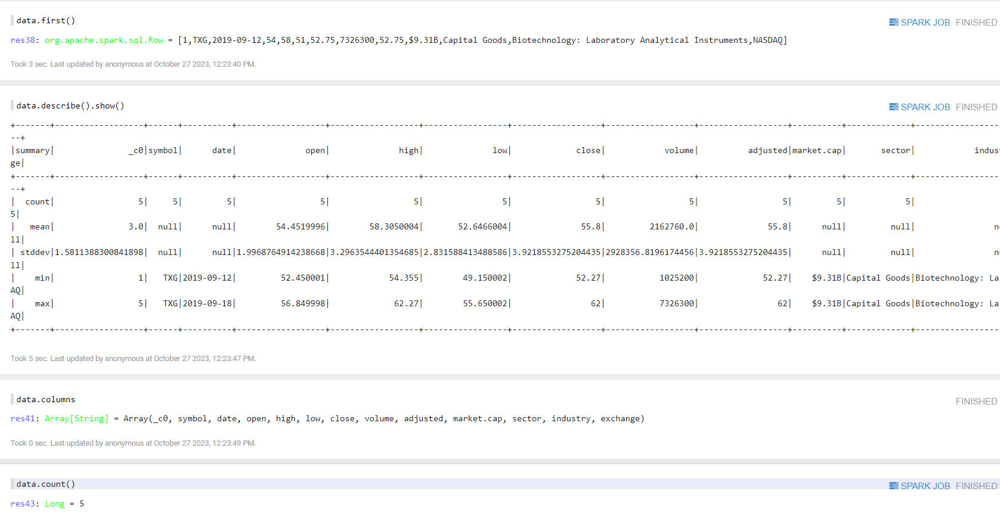 data.first()
SPARK JOB FINISHED
res38: org.apache.spark.sql.Row = [1,TXG,2019-09-12,54,58,51,52.75,7326300,52.75,$9.31B,Capital Goods,Biotechnology: Laboratory Analytical Instruments,NASDAQ]
Took 3 sec. Last updated by anonymous at October 27 2023, 12:23:40 PM.
data.describe().show()
SPARK JOB FINISHED
+-------+------------------+------+----------+------------------+------------------+-----------------+------------------+------------------+------------------+----------+-------------+-----------------
--+
|summary|               _c0|symbol|      date|              open|              high|              low|             close|            volume|          adjusted|market.cap|       sector|            indus
ge|
+-------+------------------+------+----------+------------------+------------------+-----------------+------------------+------------------+------------------+----------+-------------+-----------------
--+
|  count|                 5|     5|         5|                 5|                 5|                5|                 5|                 5|                 5|         5|            5|
5|
|   mean|               3.0|  null|      null|        54.4519996|        58.3050004|       52.6466004|              55.8|         2162760.0|              55.8|      null|         null|                n
ll|
| stddev|1.5811388300841898|  null|      null|1.9968764914238668|3.2963544401354685|2.831588413488586|3.9218553275204435|2928356.8196174456|3.9218553275204435|      null|         null|                n
ll|
|    min|                 1|   TXG|2019-09-12|         52.450001|            54.355|        49.150002|             52.27|           1025200|             52.27|    $9.31B|Capital Goods|Biotechnology: La
AQ|
|    max|                 5|   TXG|2019-09-18|         56.849998|             62.27|        55.650002|                62|           7326300|                62|    $9.31B|Capital Goods|Biotechnology: La
AQ|
+-------+------------------+------+----------+------------------+------------------+-----------------+------------------+------------------+------------------+----------+-------------+-----------------
Took 5 sec. Last updated by anonymous at October 27 2023, 12:23:47 PM.
data.columns
FINISHED
res41: Array[String] = Array(_c0, symbol, date, open, high, low, close, volume, adjusted, market.cap, sector, industry, exchange)
Took 0 sec. Last updated by anonymous at October 27 2023, 12:23:49 PM.
data.count()
SPARK JOB FINISHED
res43: Long = 5